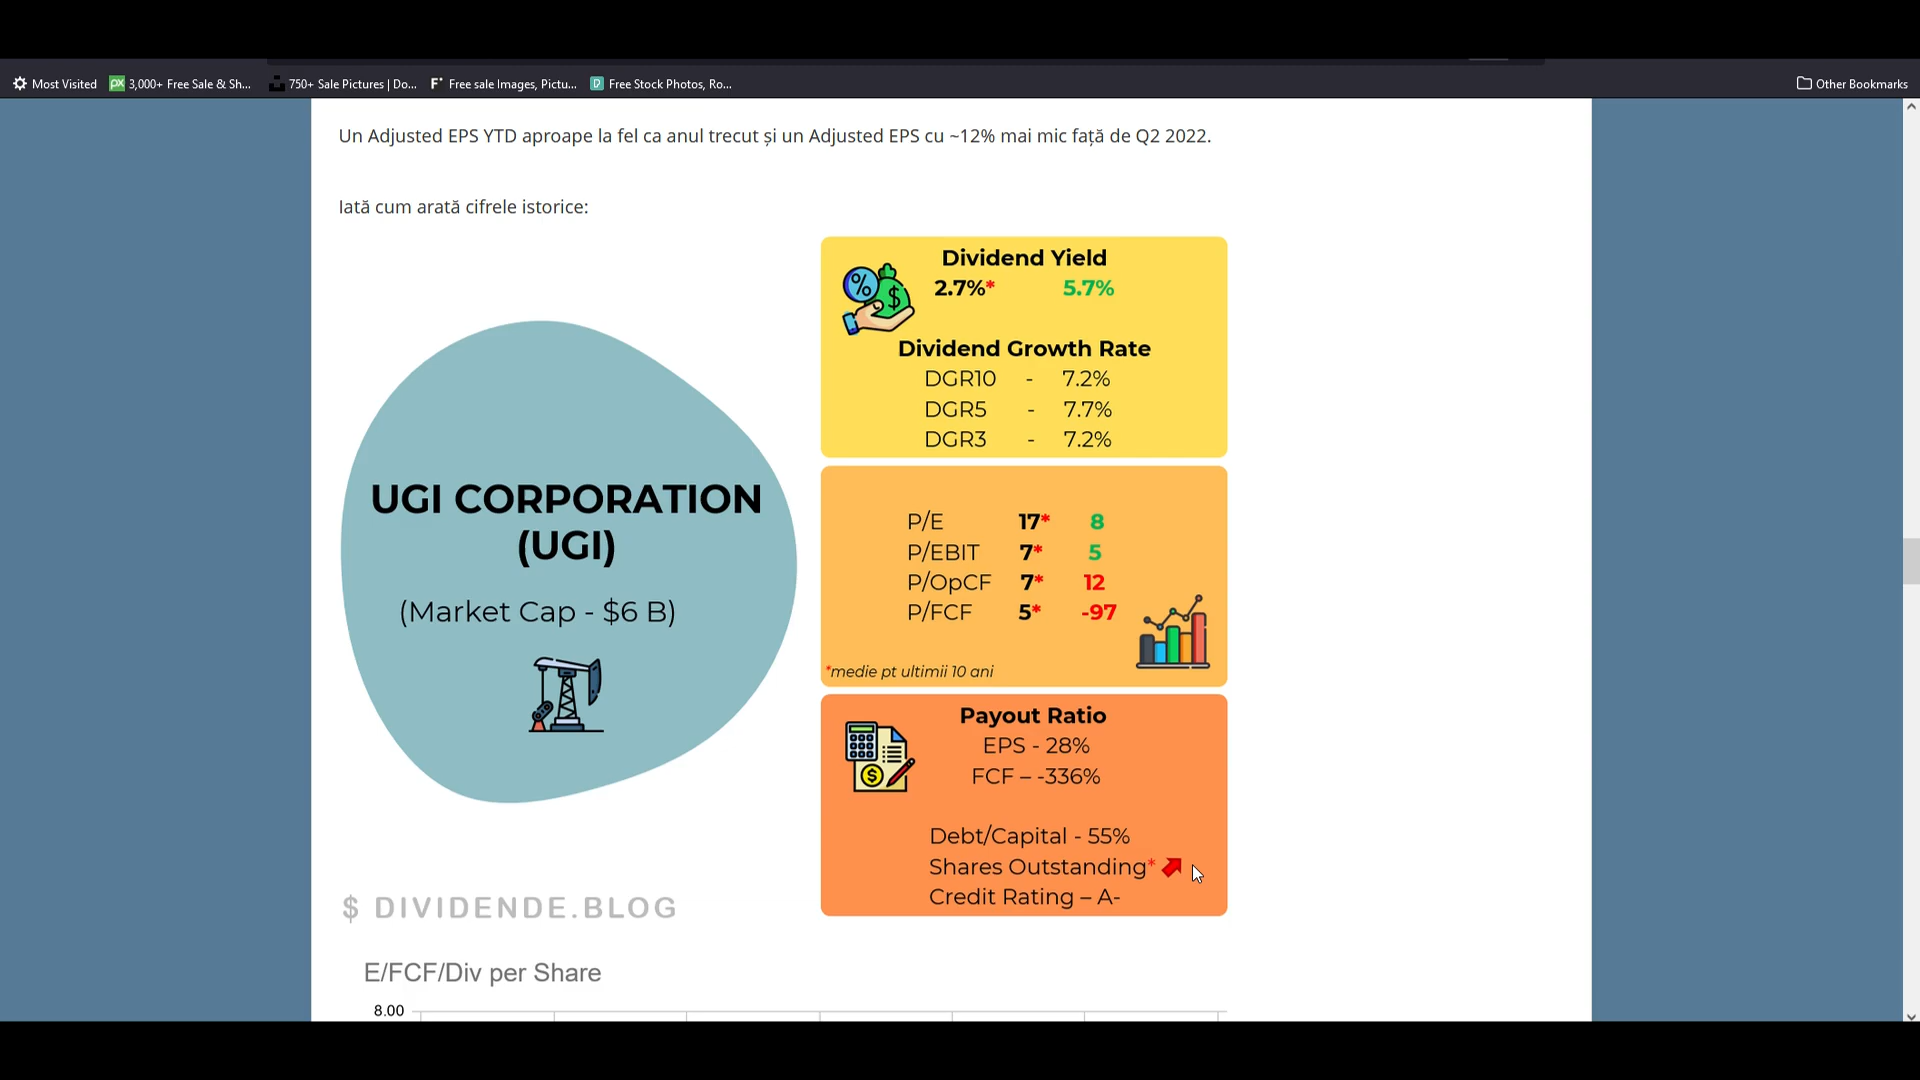 Most Visited
3,000+ Free Sale & Sh...
750+ Sale Pictures | Do...
Free sale Images, Pictu...
Free Stock Photos, Ro...
Other Bookmarks
Un Adjusted EPS YTD aproape la fel ca anul trecut și un Adjusted EPS cu ~12% mai mic față de Q2 2022.
Iată cum arată cifrele istorice:
UGI CORPORATION
(UGI)
(Market Cap - $6 B)
$ DIVIDENDE.BLOG
Dividend Yield
2.7%* 5.7%
Dividend Growth Rate
DGR10 - 7.2%
DGR5 - 7.7%
DGR3 - 7.2%
P/E 17* 8
P/EBIT 7* 5
P/OpCF 7* 12
P/FCF 5* -97
*medie pt ultimii 10 ani
Payout Ratio
EPS - 28%
FCF – -336%
Debt/Capital - 55%
Shares Outstanding*
Credit Rating – A-
E/FCF/Div per Share
8.00